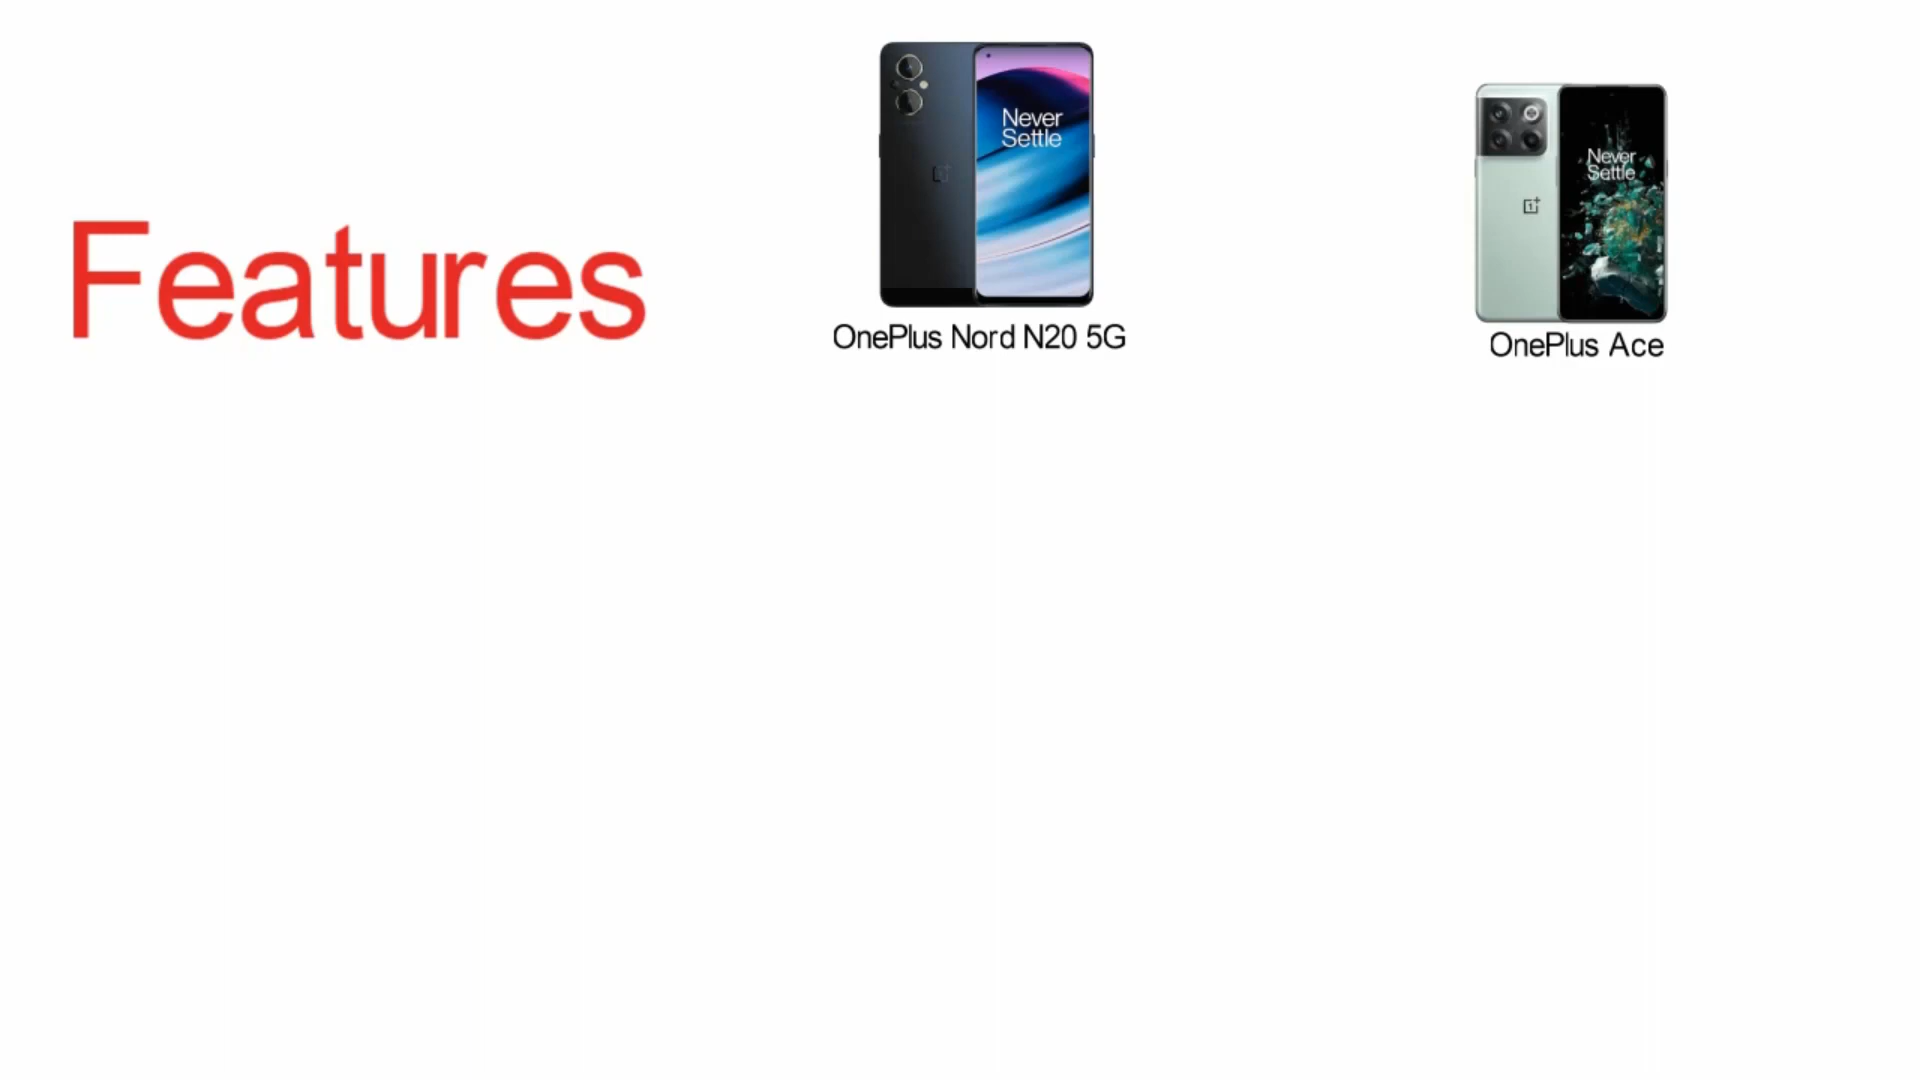 Features
Never
Settle
OnePlus Nord N20 5G
Never
Settle
OnePlus Ace